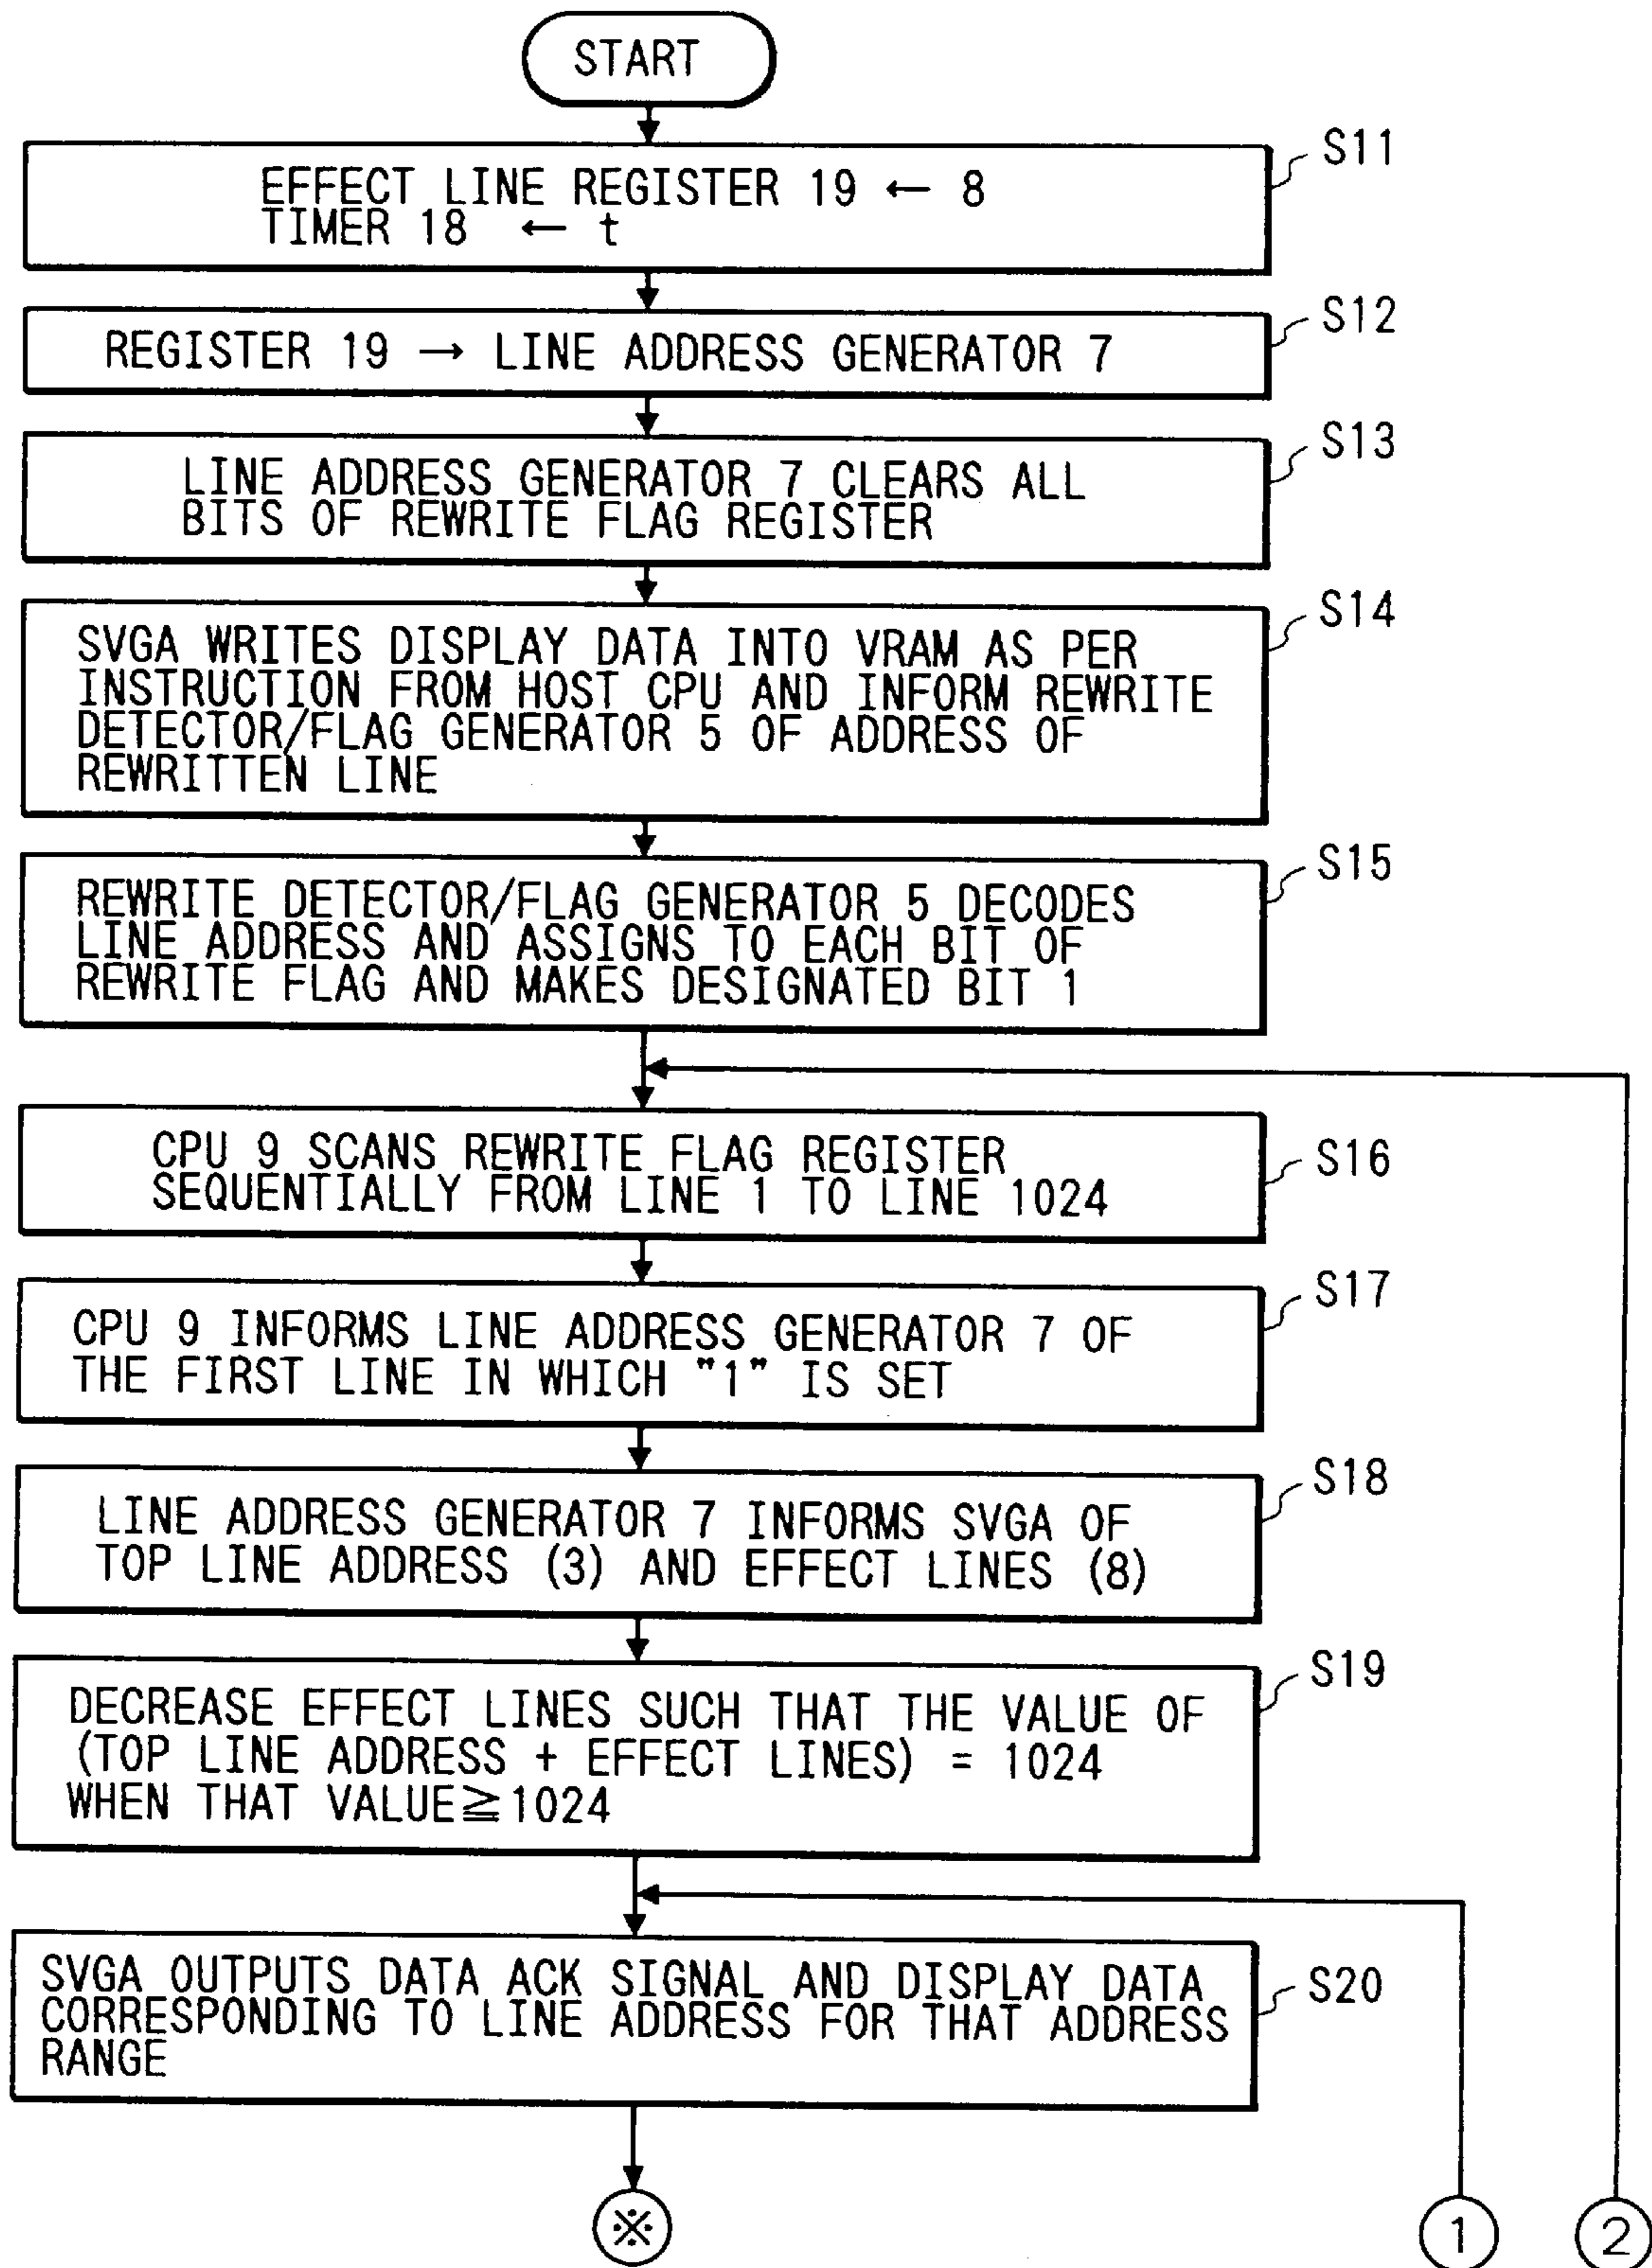 START
S11
EFFECT LINE REGISTER 19 ← 8
TIMER 18 ← t
S12
REGISTER 19 → LINE ADDRESS GENERATOR 7
S13
LINE ADDRESS GENERATOR 7 CLEARS ALL
BITS OF REWRITE FLAG REGISTER
S14
SVGA WRITES DISPLAY DATA INTO VRAM AS PER
INSTRUCTION FROM HOST CPU AND INFORM REWRITE
DETECTOR/FLAG GENERATOR 5 OF ADDRESS OF
REWRITTEN LINE
S15
REWRITE DETECTOR/FLAG GENERATOR 5 DECODES
LINE ADDRESS AND ASSIGNS TO EACH BIT OF
REWRITE FLAG AND MAKES DESIGNATED BIT 1
CPU 9 SCANS REWRITE FLAG REGISTER
SEQUENTIALLY FROM LINE 1 TO LINE 1024
S16
S17
CPU 9 INFORMS LINE ADDRESS GENERATOR 7 OF
THE FIRST LINE IN WHICH "1" IS SET
S18
LINE ADDRESS GENERATOR 7 INFORMS SVGA OF
TOP LINE ADDRESS (3) AND EFFECT LINES (8)
S19
DECREASE EFFECT LINES SUCH THAT THE VALUE OF
(TOP LINE ADDRESS + EFFECT LINES) = 1024
WHEN THAT VALUE≧1024
SVGA OUTPUTS DATA ACK SIGNAL AND DISPLAY DATA
CORRESPONDING TO LINE ADDRESS FOR THAT ADDRESS
RANGE
S20
※
1
2